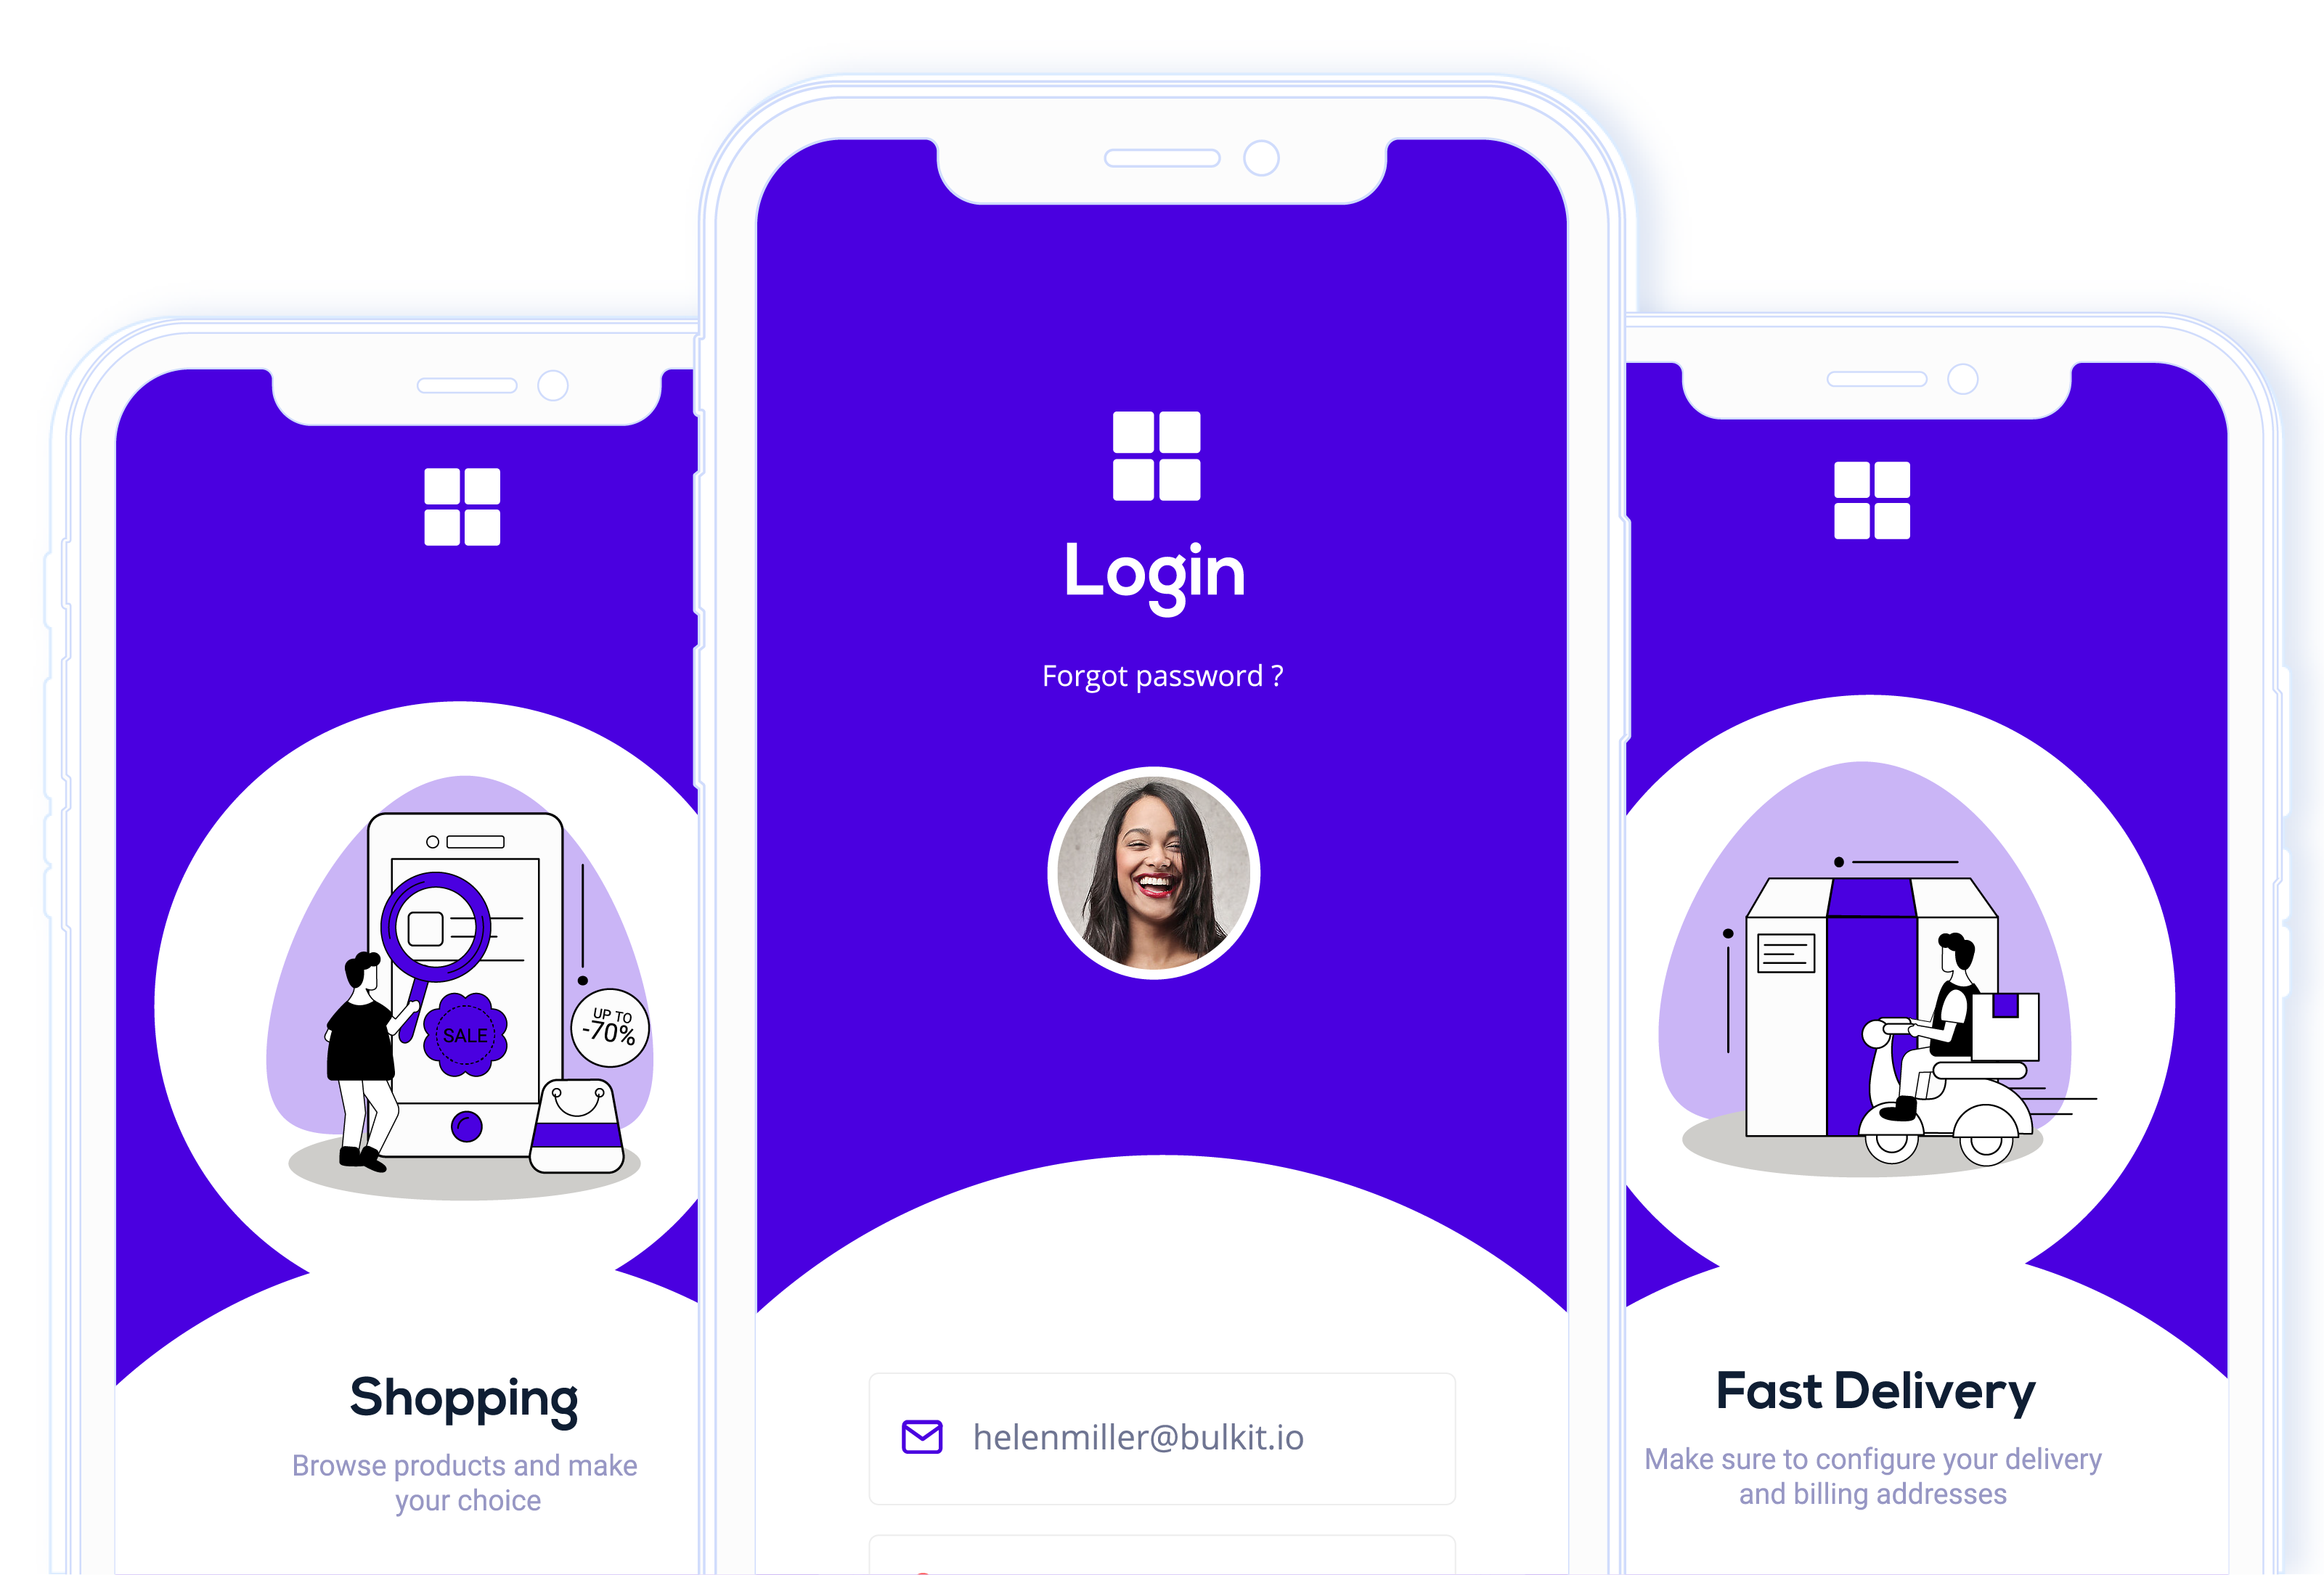 SALE
UP TO
-70%
Shopping
Browse products and make
your choice
Login
Forgot password ?
helenmiller@bulkit.io
Fast Delivery
Make sure to configure your delivery
and billing addresses